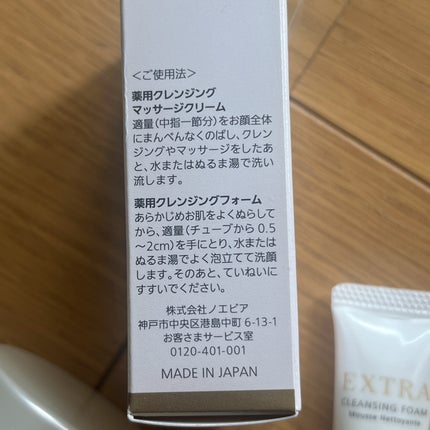 ＜ご使用法＞
薬用クレンジング
マッサージクリーム
適量(中指一節分)をお顔全体
にまんべんなくのばし、クレン
ジングやマッサージをしたあ
と、水またはぬるま湯で洗い
流します。
薬用クレンジングフォーム
あらかじめお肌をよくぬらして
から、適量(チューブから0.5
～2cm)を手にとり、水または
ぬるま湯でよく泡立てて洗顔
します。そのあと、ていねいに
すすいでください。
株式会社ノエビア
神戸市中央区港島中町6-13-1
お客さまサービス室
0120-401-001
MADE IN JAPAN
EXTRA
CLEANSING FOAM
Mousse Nettoyante